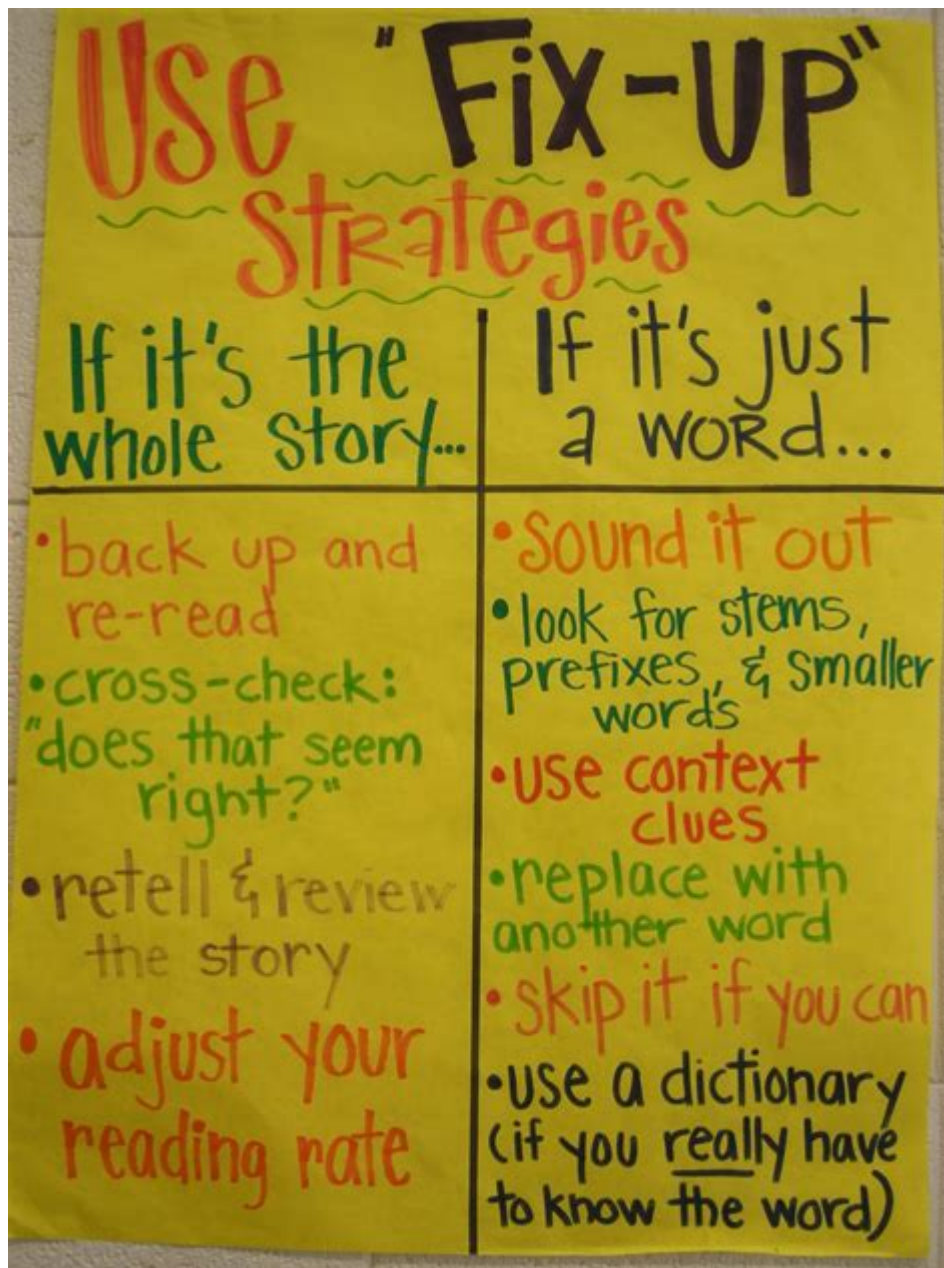 Use "Fix-up"
Strategies
If it's the
whole story...
• back up and
re-read
• cross-check:
"does that seem
right?"
• retell & review
the story
• adjust your
reading rate
If it's just
a word...
• sound it out
• look for stems,
prefixes, & smaller
words
• use context
clues
• replace with
another word
• skip it if you can
• use a dictionary
(if you really have
to know the word)